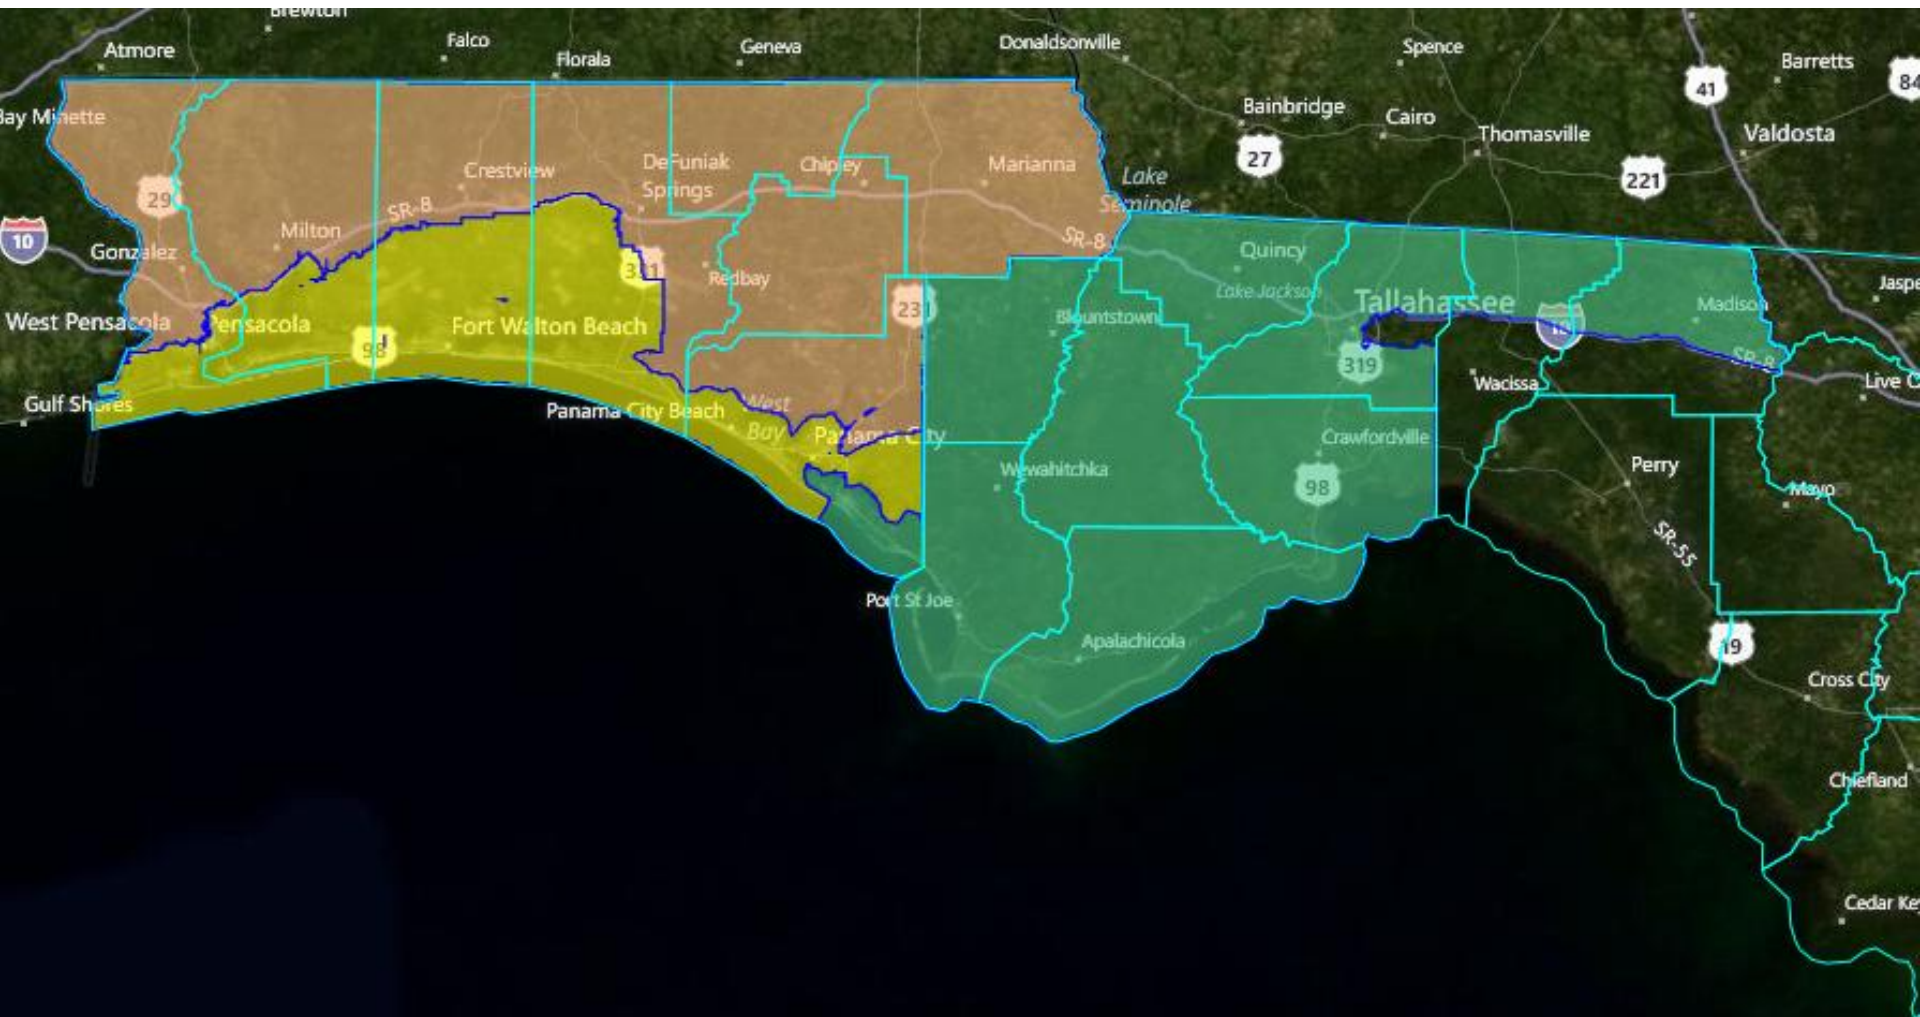 Brewton
Atmore
Falco
Florala
Geneva
Donaldsonville
Spence
Barretts
41
84
Bay Minette
Bainbridge
Cairo
Thomasville
Valdosta
27
221
Crestview
DeFuniak
Springs
Chipley
Marianna
Lake
Seminole
29
SR-8
10
Gonzalez
Milton
SR-8
Quincy
Redbay
Lake Jackson
Jaspe
West Pensacola
Pensacola
98
Fort Walton Beach
231
Blountstown
Tallahassee
Madison
319
SR-8
Gulf Shores
Panama City Beach
West
Bay
Panama City
Wacissa
Live O
Crawfordville
Wewahitchka
98
Perry
Mayo
SR-55
Port St Joe
Apalachicola
19
Cross City
Chiefland
Cedar Ke